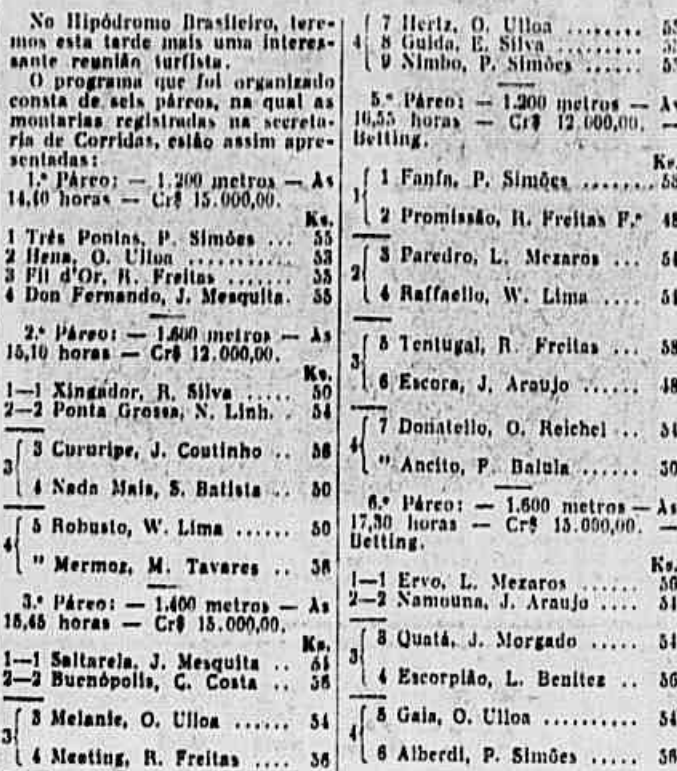 No Hipódromo Brasileiro, tere-
mos esta tarde mais uma interes-
sante reunião turfista.
O programa que foi organizado
consta de seis páreos, na qual as
montarias registradas na secreta-
ria de Corridas, estão assim apre-
sentadas:
1.º Páreo: — 1.200 metros — As
14,40 horas — Cr$ 15.000,00.
Ks.
1 Três Pontas, P. Simões ... 55
2 Hena, O. Ulloa ........... 53
3 Fil d'Or, R. Freitas ....... 55
4 Don Fernando, J. Mesquita. 55
2.º Páreo: — 1.600 metros — As
15,10 horas — Cr$ 12.000,00.
Ks.
1—1 Xingador, R. Silva ..... 50
2—2 Ponta Grossa, N. Linh. . 54
3 3 Cururipe, J. Coutinho .. 56
4 Nada Mais, S. Batista .. 50
4 5 Robusto, W. Lima ...... 50
" Mermoz, M. Tavares .. 56
3.º Páreo: — 1.400 metros — As
15,45 horas — Cr$ 15.000,00.
Ks.
1—1 Saltarela, J. Mesquita .. 54
2—2 Buenópolis, C. Costa .. 56
3 3 Melanie, O. Ulloa ...... 54
4 Meeting, R. Freitas .... 56
4 7 Hertz, O. Ulloa ........
8 Guida, E. Silva .........
9 Nimbo, P. Simões ......
5.º Páreo: — 1.200 metros — As
16,55 horas — Cr$ 12.000,00. —
Betting.
Ks.
1 1 Fanfa, P. Simões ....... 58
2 Promissão, R. Freitas F.º 48
2 3 Paredro, L. Mezaros ... 54
4 Raffaello, W. Lima .... 54
3 5 Tentugal, R. Freitas ... 58
6 Escora, J. Araujo ...... 48
4 7 Donatello, O. Reichel .. 54
" Ancito, P. Balula ...... 50
6.º Páreo: — 1.600 metros — As
17,30 horas — Cr$ 15.000,00. —
Betting.
Ks.
1—1 Ervo, L. Mezaros ...... 56
2—2 Namouna, J. Araujo .... 54
3 3 Quatá, J. Morgado ..... 54
4 Escorpião, L. Benitez .. 56
4 5 Gaia, O. Ulloa .......... 54
6 Alberdi, P. Simões ..... 56